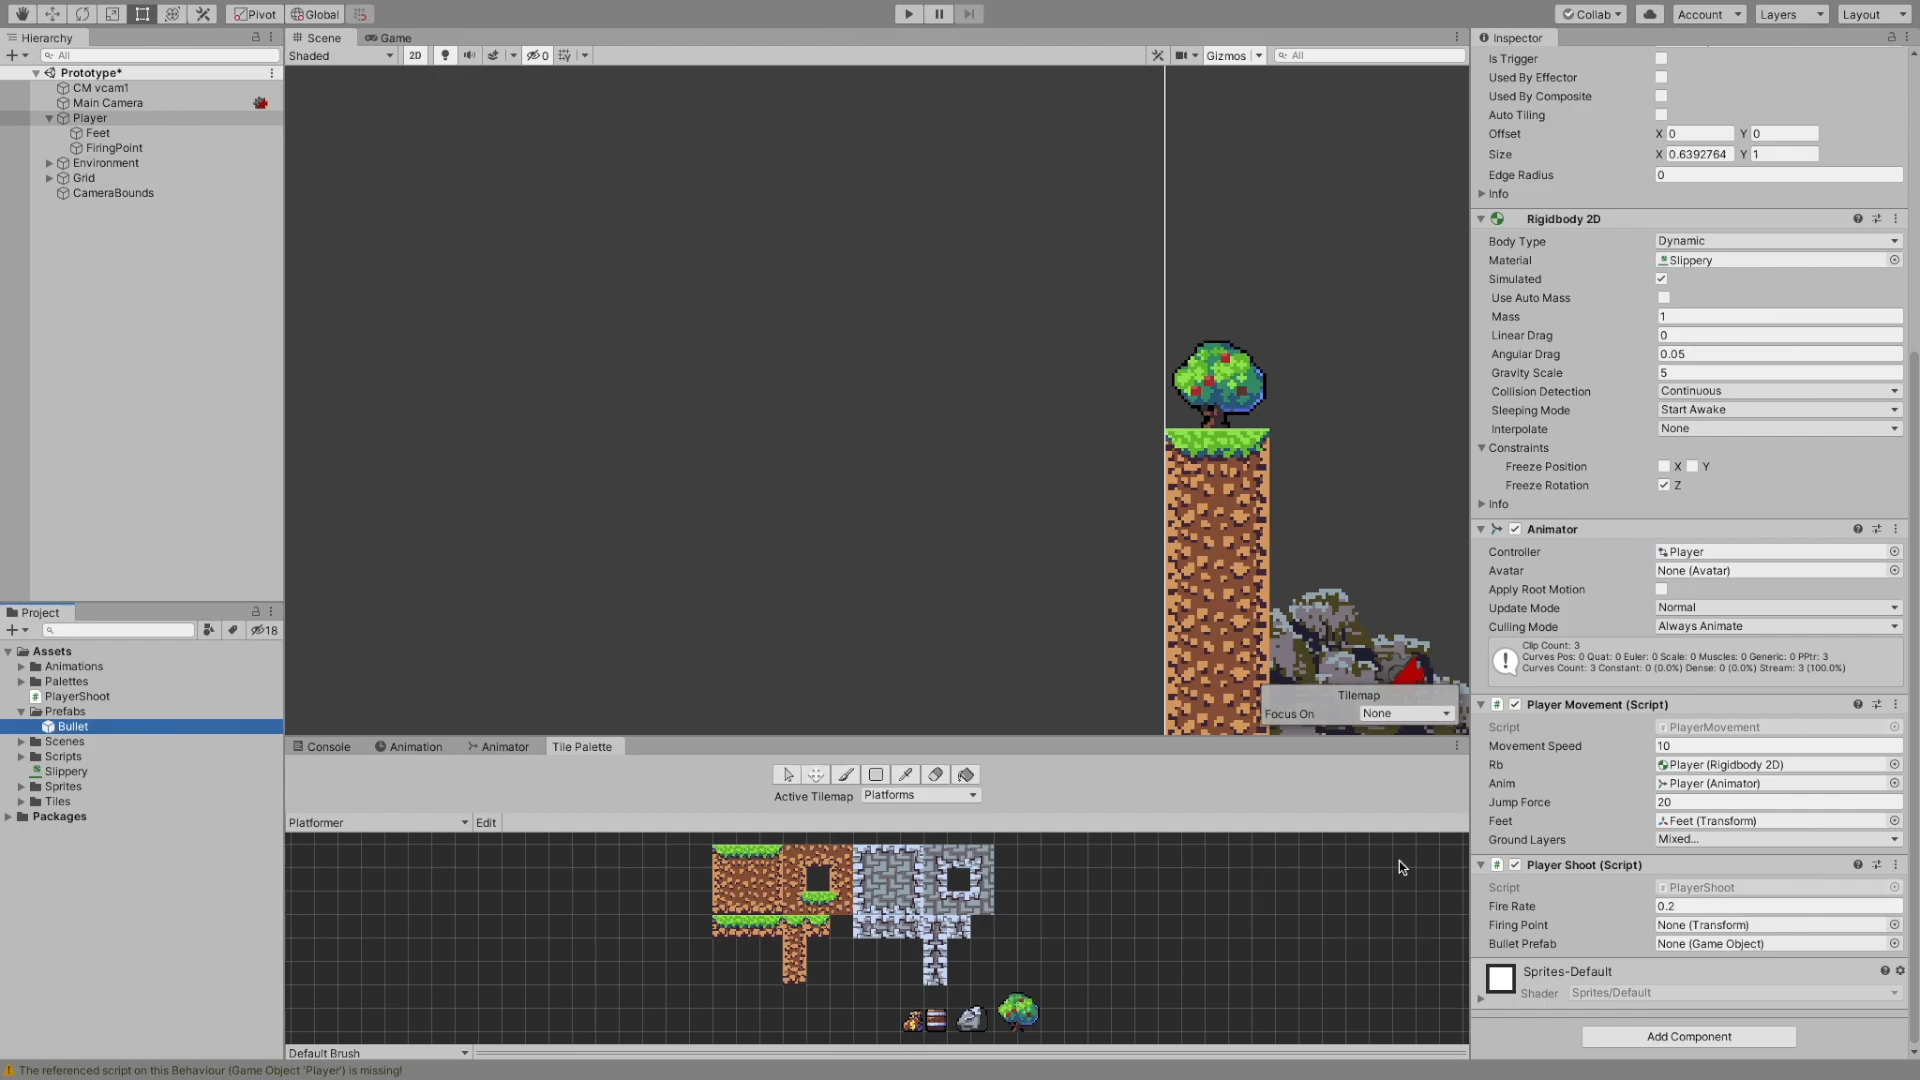 Pivot
Global
Collab
Account
Layers
Layout
Hierarchy
All
Prototype*
CM vcam1
Main Camera
Player
Feet
FiringPoint
Environment
Grid
CameraBounds
Scene
Game
Shaded
2D
0
Gizmos
All
Tilemap
Focus On
None
Project
18
Assets
Animations
Palettes
PlayerShoot
Prefabs
Bullet
Scenes
Scripts
Slippery
Sprites
Tiles
Packages
Console
Animation
Animator
Tile Palette
Active Tilemap
Platforms
Platformer
Edit
Default Brush
Inspector
Is Trigger
Used By Effector
Used By Composite
Auto Tiling
Offset X 0 Y 0
Size X 0.6392764 Y 1
Edge Radius 0
Info
Rigidbody 2D
Body Type Dynamic
Material Slippery
Simulated
Use Auto Mass
Mass 1
Linear Drag 0
Angular Drag 0.05
Gravity Scale 5
Collision Detection Continuous
Sleeping Mode Start Awake
Interpolate None
Constraints
Freeze Position X Y
Freeze Rotation Z
Info
Animator
Controller Player
Avatar None (Avatar)
Apply Root Motion
Update Mode Normal
Culling Mode Always Animate
Clip Count: 3
Curves Pos: 0 Quat: 0 Euler: 0 Scale: 0 Muscles: 0 Generic: 0 PPtr: 3
Curves Count: 3 Constant: 0 (0.0%) Dense: 0 (0.0%) Stream: 3 (100.0%)
Player Movement (Script)
Script PlayerMovement
Movement Speed 10
Rb Player (Rigidbody 2D)
Anim Player (Animator)
Jump Force 20
Feet Feet (Transform)
Ground Layers Mixed...
Player Shoot (Script)
Script PlayerShoot
Fire Rate 0.2
Firing Point None (Transform)
Bullet Prefab None (Game Object)
Sprites-Default
Shader Sprites/Default
Add Component
The referenced script on this Behaviour (Game Object 'Player') is missing!